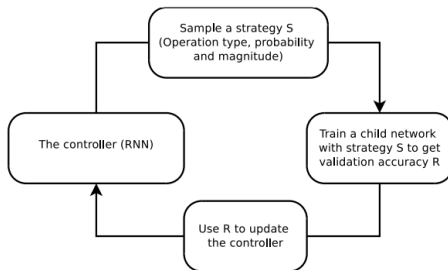 Sample a strategy S
(Operation type, probability
and magnitude)
The controller (RNN)
Train a child network
with strategy S to get
validation accuracy R
Use R to update
the controller